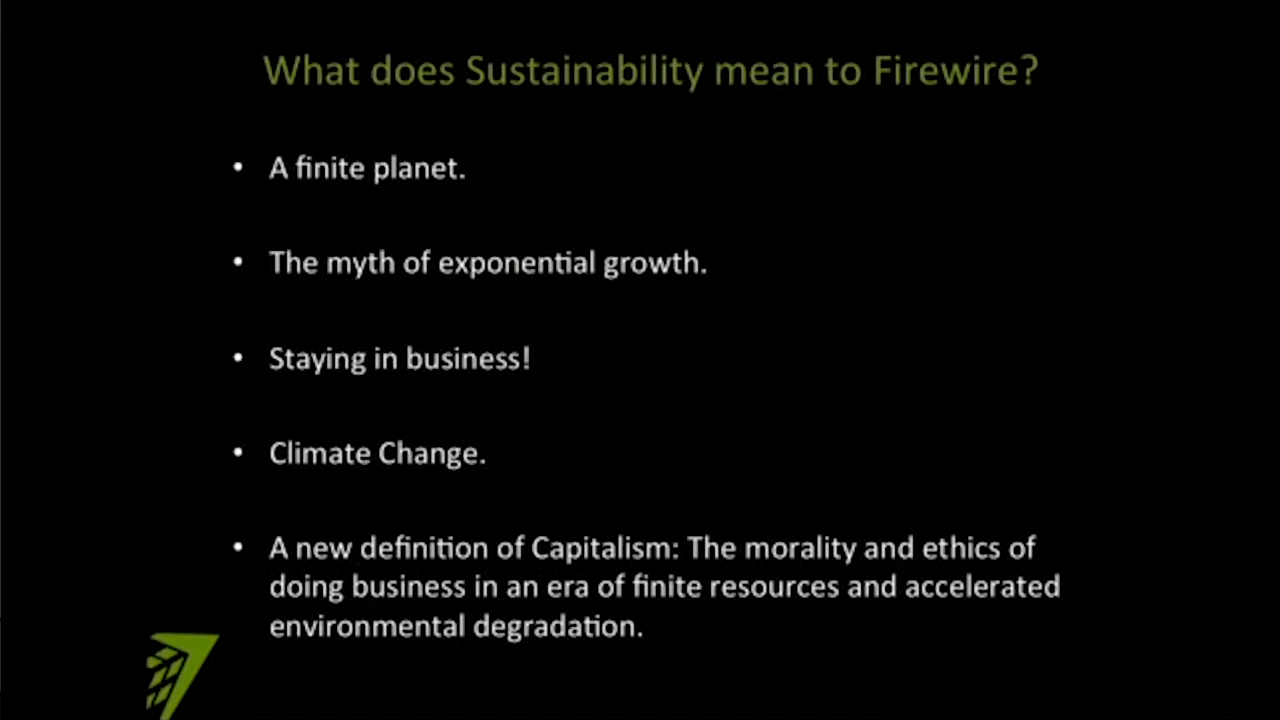 What does Sustainability mean to Firewire?
• A finite planet.
• The myth of exponential growth.
• Staying in business!
• Climate Change.
• A new definition of Capitalism: The morality and ethics of
doing business in an era of finite resources and accelerated
environmental degradation.